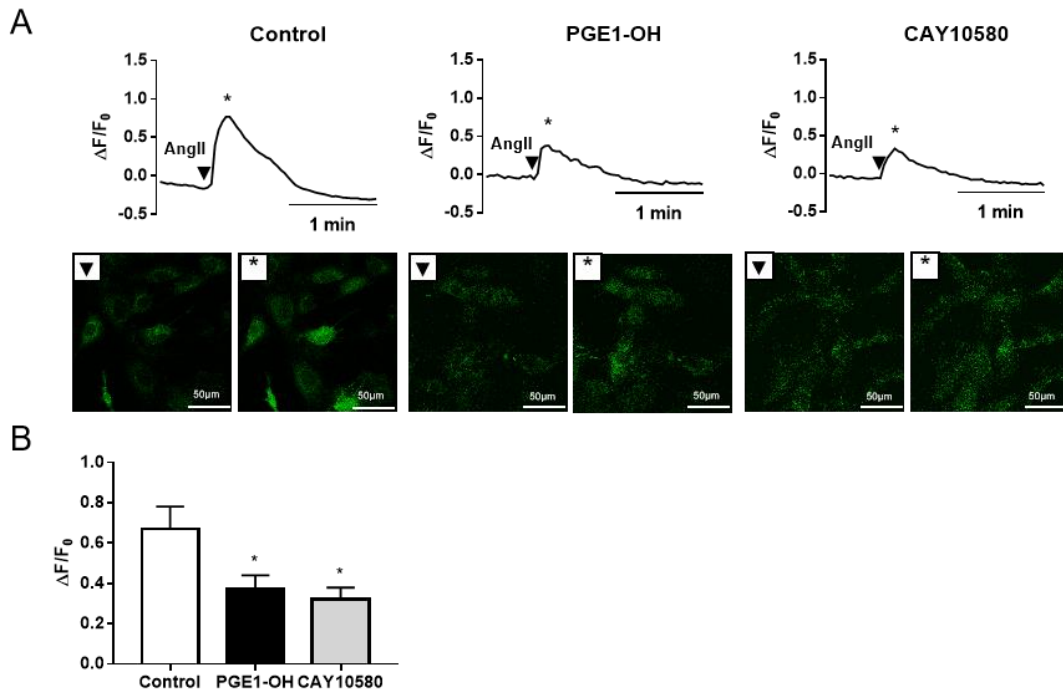 A
Control PGE1-OH CAY10580
1.5 1.5 1.5
1.0 * 1.0 1.0
ΔF/F0 0.5 ΔF/F0 0.5 * ΔF/F0 0.5 *
AngII AngII AngII
0.0 0.0 0.0
-0.5 -0.5 -0.5
1 min 1 min 1 min
* * *
50μm 50μm 50μm 50μm 50μm 50μm
B
1.0
0.8
0.6
ΔF/F0
0.4 * *
0.2
0.0
Control PGE1-OH CAY10580